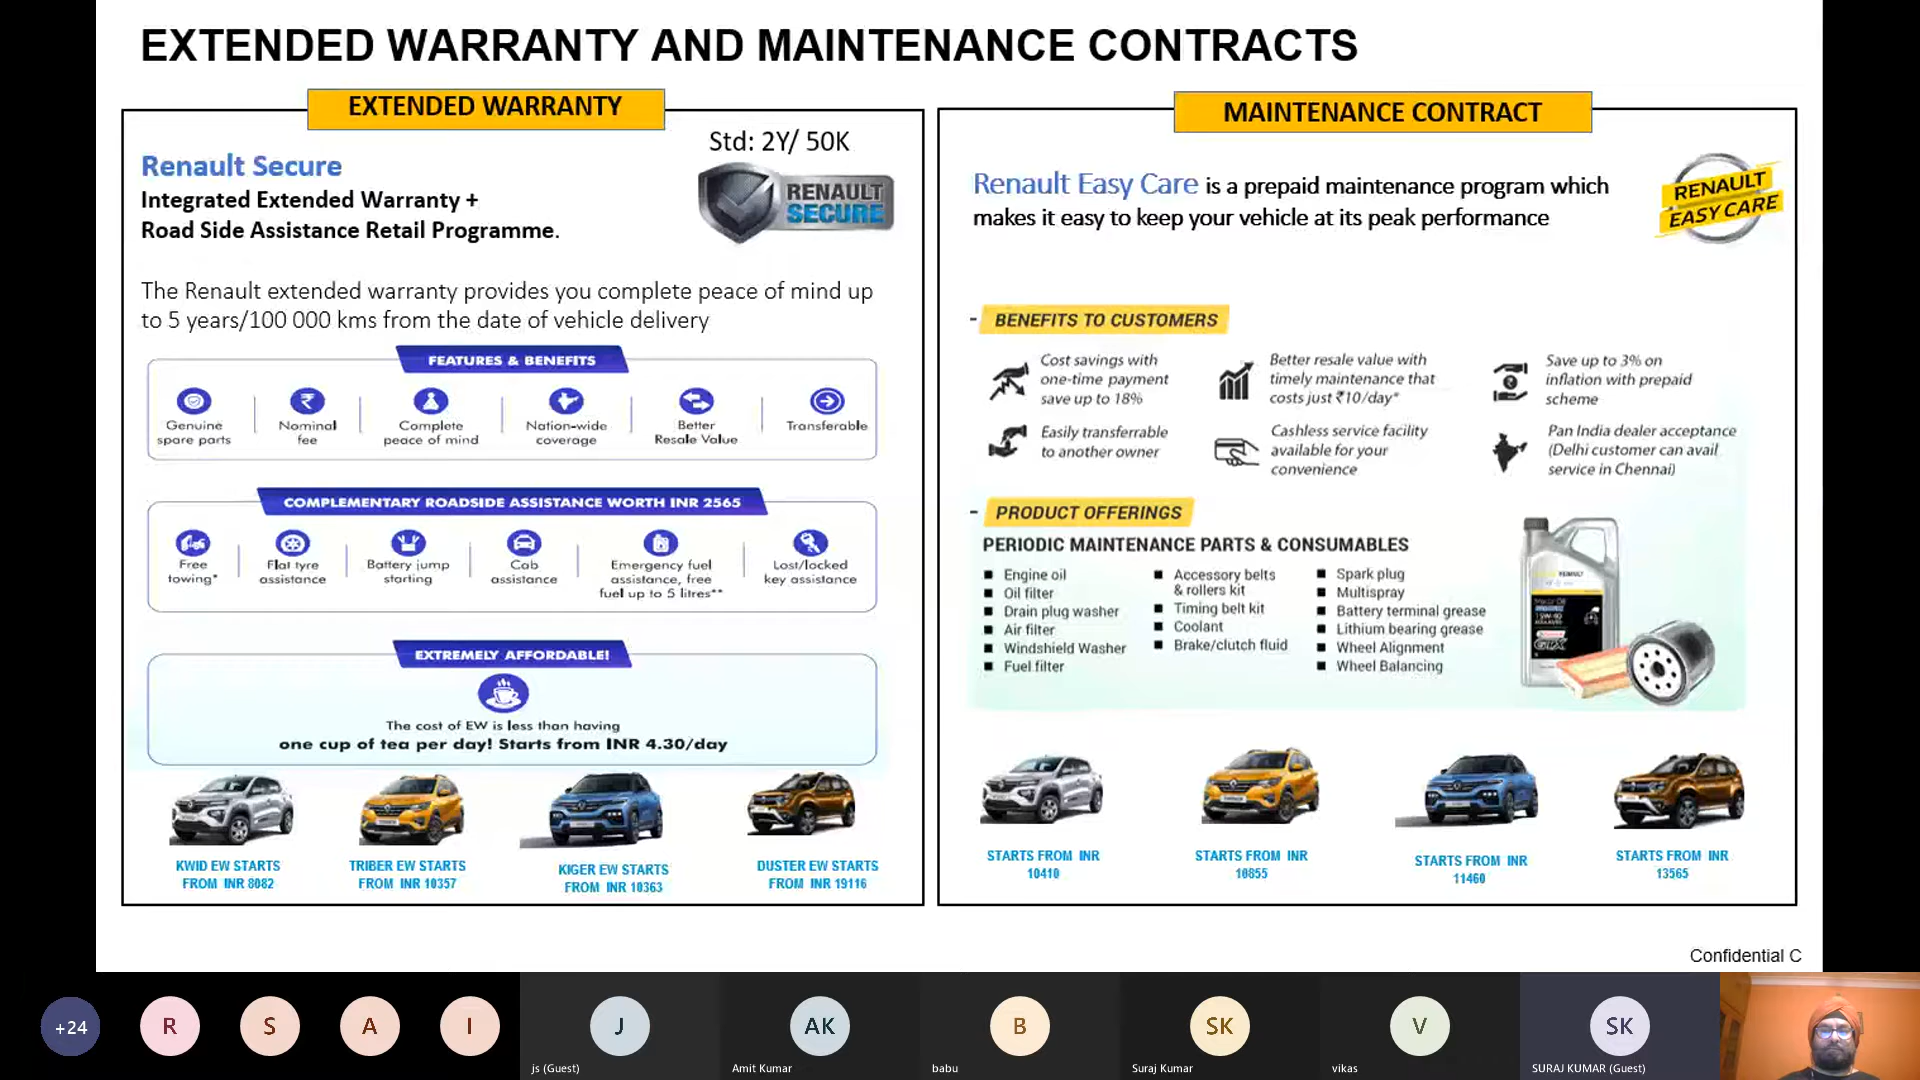 EXTENDED WARRANTY AND MAINTENANCE CONTRACTS
EXTENDED WARRANTY
Std: 2Y/ 50K
Renault Secure
Integrated Extended Warranty +
Road Side Assistance Retail Programme.
RENAULT
SECURE
The Renault extended warranty provides you complete peace of mind up
to 5 years/100 000 kms from the date of vehicle delivery
FEATURES & BENEFITS
Genuine
spare parts
Nominal
fee
Complete
peace of mind
Nation-wide
coverage
Better
Resale Value
Transferable
COMPLEMENTARY ROADSIDE ASSISTANCE WORTH INR 2565
Free
towing*
Flat tyre
assistance
Battery jump
starting
Cab
assistance
Emergency fuel
assistance, free
fuel up to 5 litres**
Lost/locked
key assistance
EXTREMELY AFFORDABLE!
The cost of EW is less than having
one cup of tea per day! Starts from INR 4.30/day
KWID EW STARTS
FROM INR 8082
TRIBER EW STARTS
FROM INR 10357
KIGER EW STARTS
FROM INR 10363
DUSTER EW STARTS
FROM INR 19116
MAINTENANCE CONTRACT
Renault Easy Care is a prepaid maintenance program which
makes it easy to keep your vehicle at its peak performance
RENAULT
EASY CARE
- BENEFITS TO CUSTOMERS
Cost savings with
one-time payment
save up to 18%
Better resale value with
timely maintenance that
costs just ₹10/day*
Save up to 3% on
inflation with prepaid
scheme
Easily transferrable
to another owner
Cashless service facility
available for your
convenience
Pan India dealer acceptance
(Delhi customer can avail
service in Chennai)
- PRODUCT OFFERINGS
PERIODIC MAINTENANCE PARTS & CONSUMABLES
■ Engine oil
■ Oil filter
■ Drain plug washer
■ Air filter
■ Windshield Washer
■ Fuel filter
■ Accessory belts
& rollers kit
■ Timing belt kit
■ Coolant
■ Brake/clutch fluid
■ Spark plug
■ Multispray
■ Battery terminal grease
■ Lithium bearing grease
■ Wheel Alignment
■ Wheel Balancing
STARTS FROM INR
10410
STARTS FROM INR
10855
STARTS FROM INR
11460
STARTS FROM INR
13565
Confidential C
+24
R
S
A
I
J
js (Guest)
AK
Amit Kumar
B
babu
SK
Suraj Kumar
V
vikas
SK
SURAJ KUMAR (Guest)